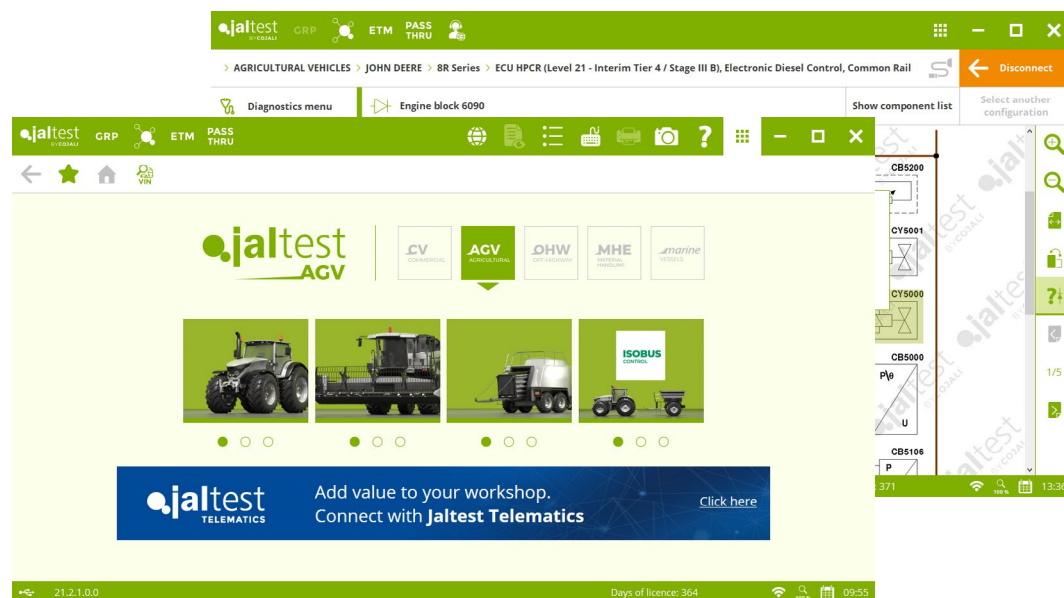 jaltest
BY COJALI
GRP
ETM
PASS
THRU
> AGRICULTURAL VEHICLES > JOHN DEERE > 8R Series > ECU HPCR (Level 21 - Interim Tier 4 / Stage III B), Electronic Diesel Control, Common Rail
Disconnect
Diagnostics menu
Engine block 6090
Show component list
Select another
configuration
CB5200
CY5001
CY5000
CB5000
P\θ
U
CB5106
P
1/5
371
100 %
13:36
jaltest
BY COJALI
GRP
ETM
PASS
THRU
?
VIN
jaltest
AGV
CV
COMMERCIAL
AGV
AGRICULTURAL
OHW
OFF-HIGHWAY
MHE
MATERIAL
HANDLING
marine
VESSELS
ISOBUS
CONTROL
jaltest
TELEMATICS
Add value to your workshop.
Connect with Jaltest Telematics
Click here
21.2.1.0.0
Days of licence: 364
100 %
09:55